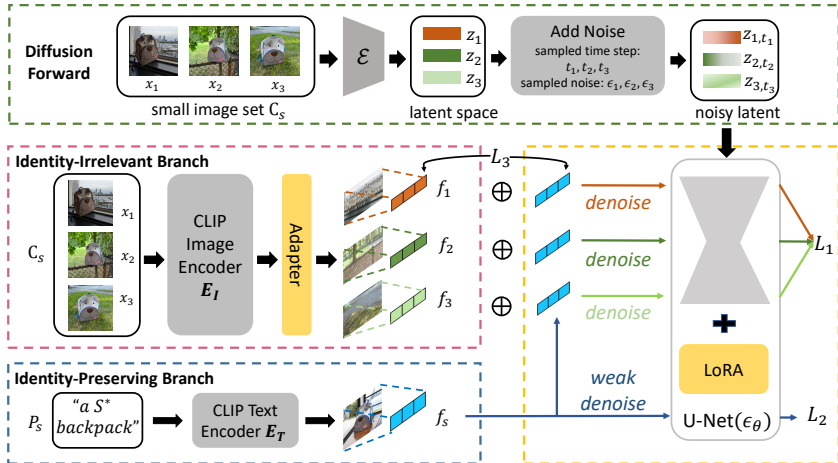 Diffusion
Forward
x₁ x₂ x₃
small image set Cₛ
ℰ
z₁
z₂
z₃
latent space
Add Noise
sampled time step:
t₁, t₂, t₃
sampled noise: ϵ₁, ϵ₂, ϵ₃
z₁,ₜ₁
z₂,ₜ₂
z₃,ₜ₃
noisy latent
Identity-Irrelevant Branch
Cₛ
x₁
x₂
x₃
CLIP
Image
Encoder
E_I
Adapter
f₁
f₂
f₃
L₃
⊕
⊕
⊕
denoise
denoise
denoise
L₁
LoRA
U-Net(ϵ_θ)
L₂
Identity-Preserving Branch
Pₛ
“a S*
backpack”
CLIP Text
Encoder E_T
fₛ
weak
denoise